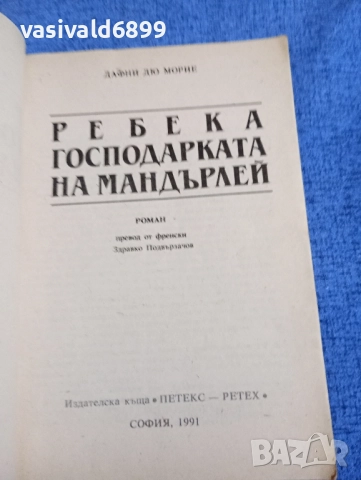 vasivald6899
ДАФНИ ДЮ МОРИЕ
РЕБЕКА
ГОСПОДАРКАТА
НА МАНДЪРЛЕЙ
РОМАН
превод от френски
Здравко Подвързачов
Издателска къща • ПЕТЕКС — РЕТЕХ •
СОФИЯ, 1991
BAZAR